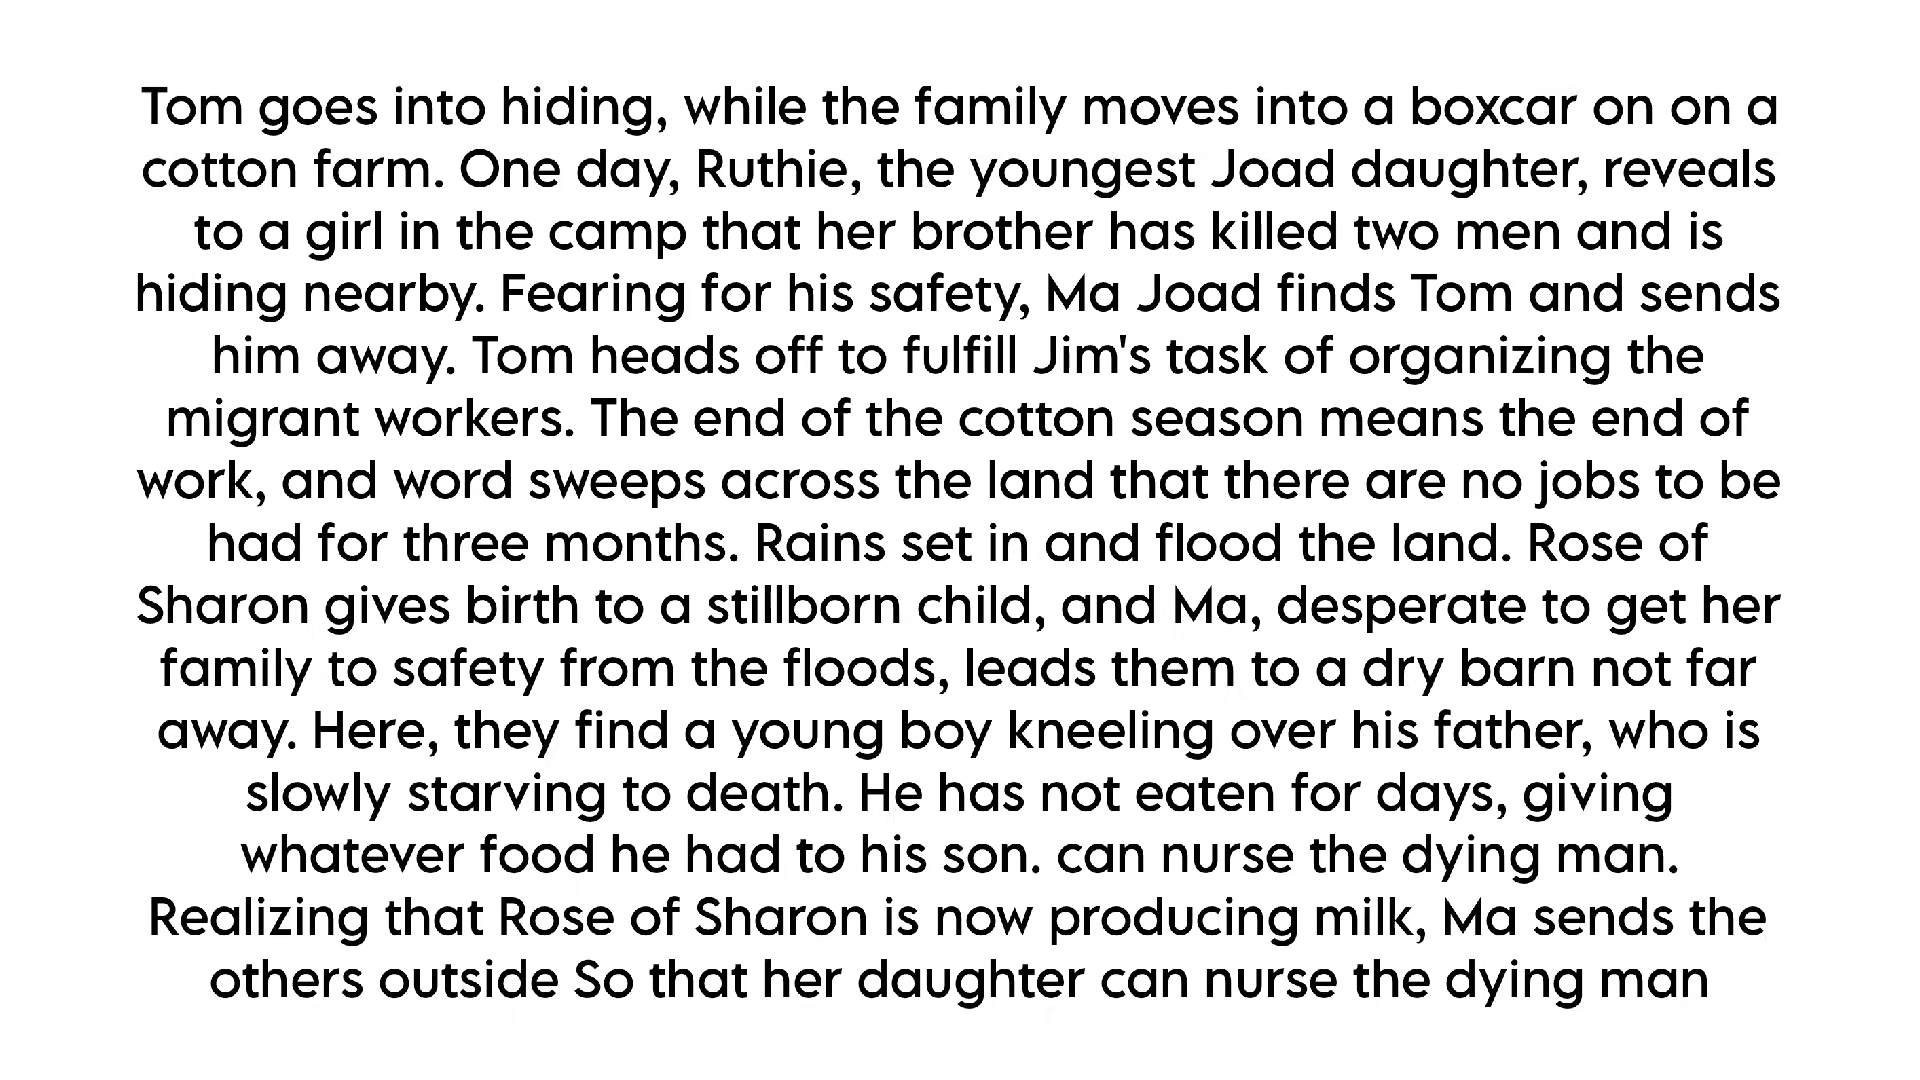 Tom goes into hiding, while the family moves into a boxcar on on a
cotton farm. One day, Ruthie, the youngest Joad daughter, reveals
to a girl in the camp that her brother has killed two men and is
hiding nearby. Fearing for his safety, Ma Joad finds Tom and sends
him away. Tom heads off to fulfill Jim's task of organizing the
migrant workers. The end of the cotton season means the end of
work, and word sweeps across the land that there are no jobs to be
had for three months. Rains set in and flood the land. Rose of
Sharon gives birth to a stillborn child, and Ma, desperate to get her
family to safety from the floods, leads them to a dry barn not far
away. Here, they find a young boy kneeling over his father, who is
slowly starving to death. He has not eaten for days, giving
whatever food he had to his son. can nurse the dying man.
Realizing that Rose of Sharon is now producing milk, Ma sends the
others outside So that her daughter can nurse the dying man